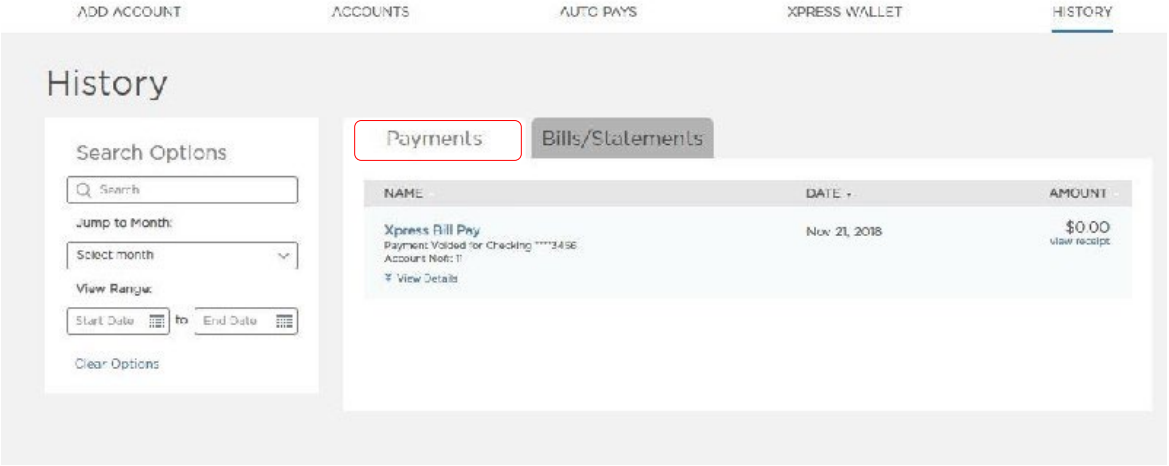 ADD ACCOUNT ACCOUNTS AUTO PAYS XPRESS WALLET HISTORY
History
Search Options
Search
Jump to Month:
Select month
View Range:
Start Date to End Date
Clear Options
Payments Bills/Statements
NAME DATE AMOUNT
Xpress Bill Pay Nov 21, 2018 $0.00
Payment Voided for Checking ****3456 view receipt
Account No#: 11
View Details